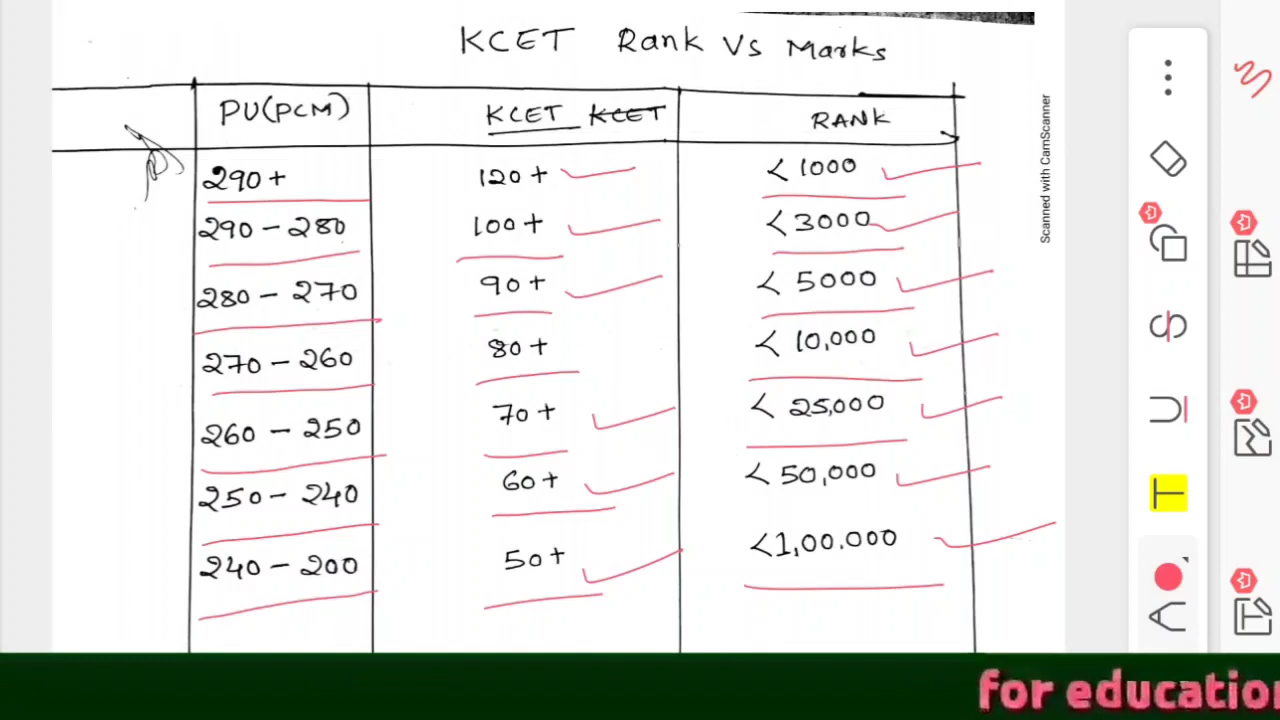 KCET Rank Vs Marks
PU(PCM) KCET KCET RANK
290+ 120+ < 1000
290 - 280 100+ < 3000
280 - 270 90+ < 5000
270 - 260 80+ < 10,000
260 - 250 70+ < 25,000
250 - 240 60+ < 50,000
240 - 200 50+ < 1,00.000
Scanned with CamScanner
for educatio